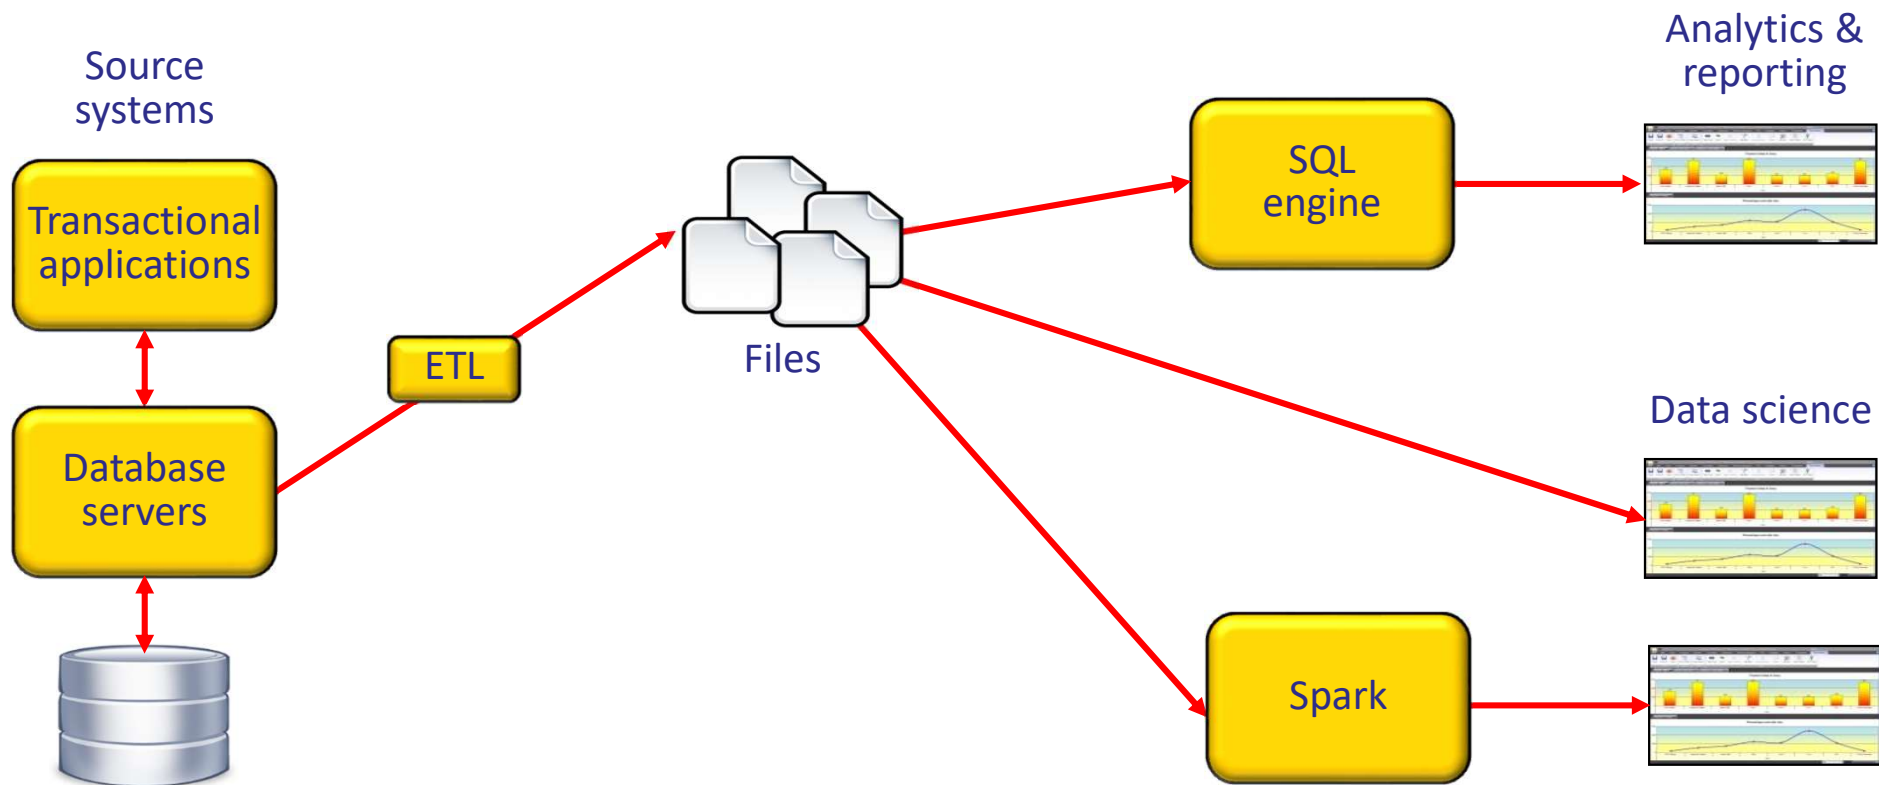 Source
systems
Transactional
applications
Database
servers
ETL
Files
SQL
engine
Spark
Analytics &
reporting
Data science